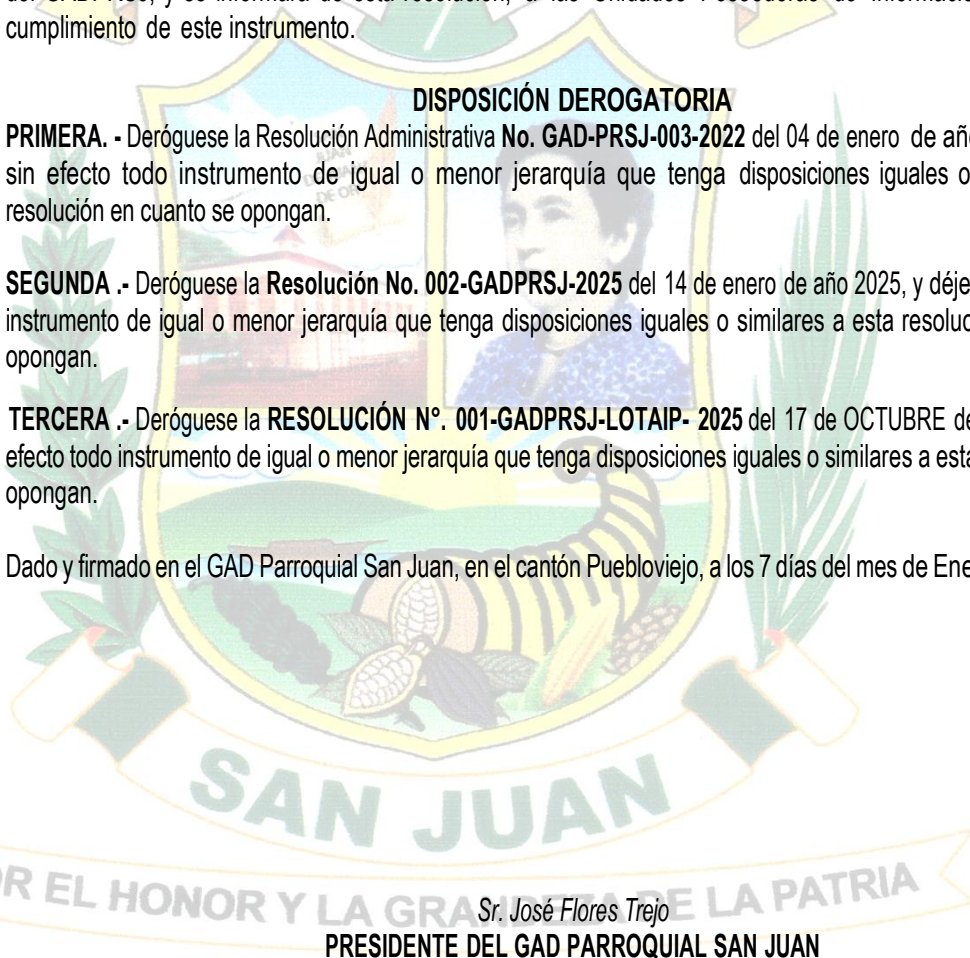 cumplimiento de este instrumento.
DISPOSICIÓN DEROGATORIA
PRIMERA. - Deróguese la Resolución Administrativa No. GAD-PRSJ-003-2022 del 04 de enero de
sin efecto todo instrumento de igual o menor jerarquía que tenga disposiciones iguales o
resolución en cuanto se opongan.
SEGUNDA .- Deróguese la Resolución No. 002-GADPRSJ-2025 del 14 de enero de año 2025, y
instrumento de igual o menor jerarquía que tenga disposiciones iguales o similares a esta
opongan.
TERCERA .- Deróguese la RESOLUCIÓN N°. 001-GADPRSJ-LOTAIP- 2025 del 17 de OCTUBRE
efecto todo instrumento de igual o menor jerarquía que tenga disposiciones iguales o similares a
opongan.
Dado y firmado en el GAD Parroquial San Juan, en el cantón Puebloviejo, a los 7 días del mes de
SAN JUAN
EL HONOR Y LA GRANDEZA DE LA PATRIA
Sr. José Flores Trejo
PRESIDENTE DEL GAD PARROQUIAL SAN JUAN